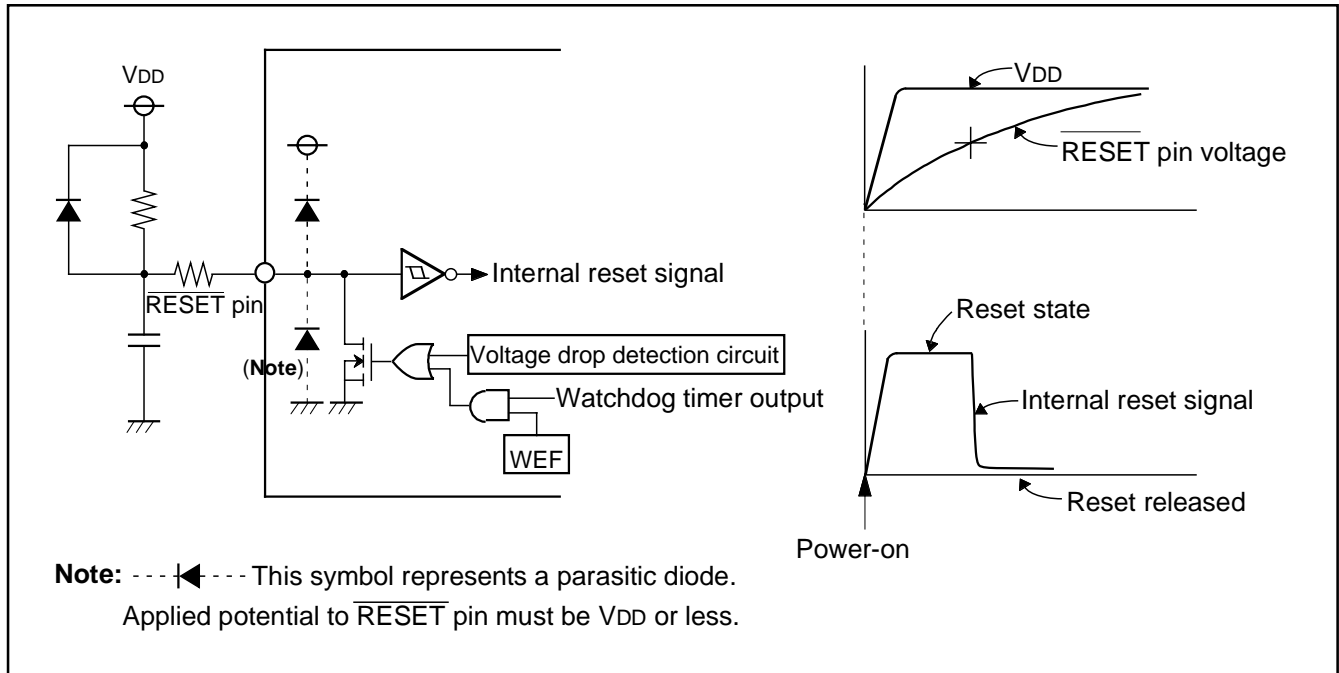 VDD
RESET pin
(Note)
Internal reset signal
Voltage drop detection circuit
Watchdog timer output
WEF
VDD
RESET pin voltage
Reset state
Internal reset signal
Reset released
Power-on
Note: This symbol represents a parasitic diode.
Applied potential to RESET pin must be VDD or less.